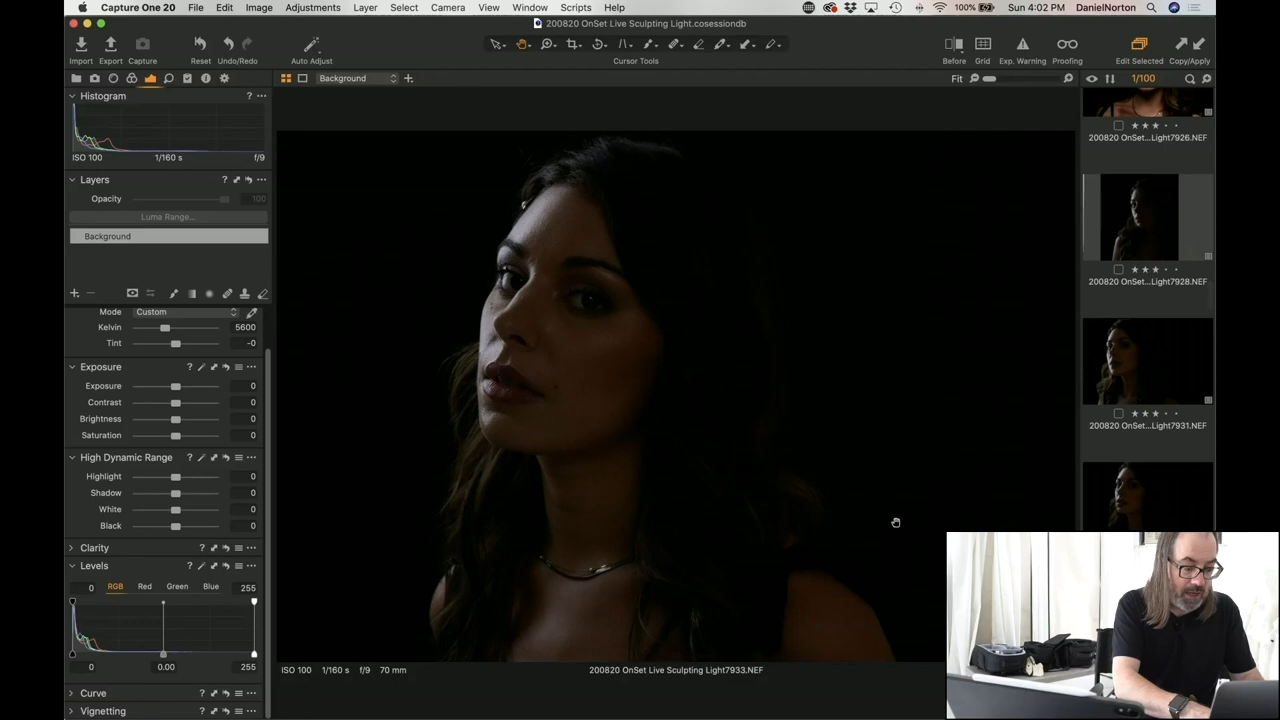 Capture One 20 File Edit View Adjustments Layer Select Camera View Window Scripts Help 100% Sun 4:02 PM DanielNorton
200820 OnSet Live Sculpting Light.cosessiondb
Import Export Capture Reset Undo/Redo Auto Adjust Cursor Tools Before Grid Exp. Warning Proofing Edit Selected Copy/Apply
Background + Fit 1/100
Histogram ...
ISO 100 1/160 s f/9
Layers ? ...
Opacity 100
Luma Range...
Background
Mode Custom
Kelvin 5600
Tint -0
Exposure ? ...
Exposure 0
Contrast 0
Brightness 0
Saturation 0
High Dynamic Range ? ...
Highlight 0
Shadow 0
White 0
Black 0
Clarity ? ...
Levels ? ...
0 RGB Red Green Blue 255
0 0.00 255
Curve ? ...
Vignetting ? ...
ISO 100 1/160 s f/9 70 mm 200820 OnSet Live Sculpting Light7933.NEF
200820 OnSet...Light7926.NEF
200820 OnSet...Light7928.NEF
200820 OnSet...Light7931.NEF